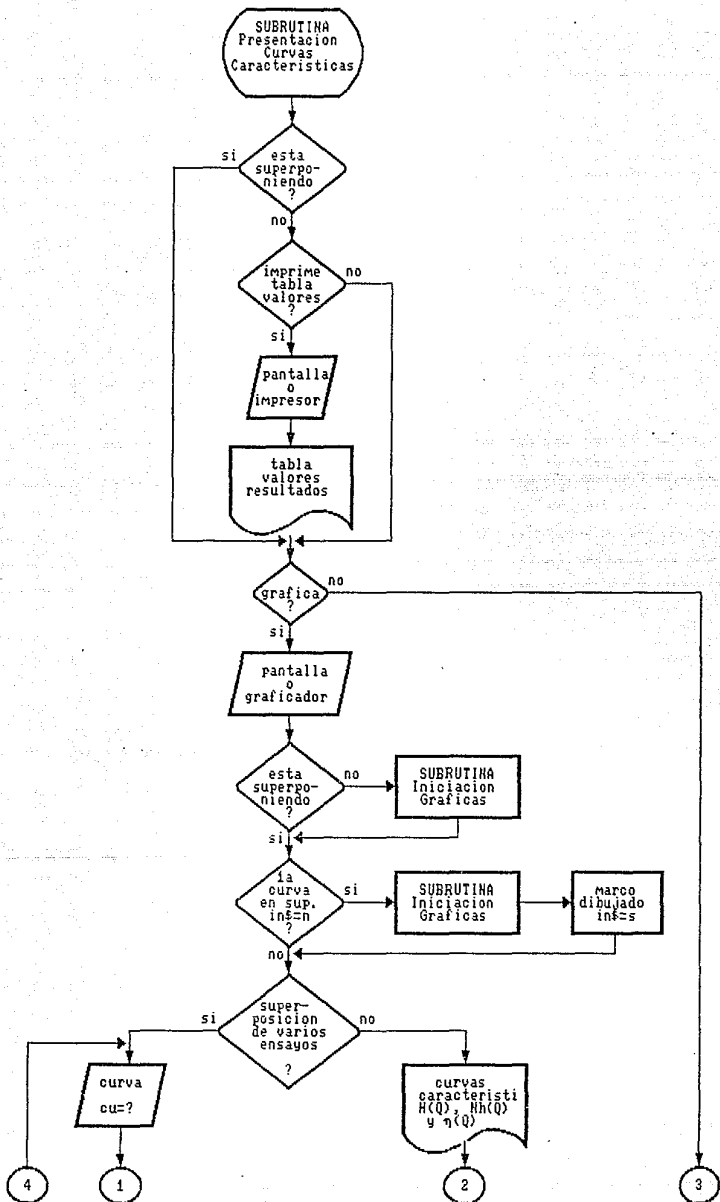 SUBRUTINA
Presentacion
Curvas
Caracteristicas
si
esta
superpo-
niendo
?
no
imprime
tabla
valores
?
no
si
pantalla
o
impresor
tabla
valores
resultados
grafica
?
no
si
pantalla
o
graficador
esta
superpo-
niendo
?
no
SUBRUTINA
Iniciacion
Graficas
si
1a
curva
en sup.
in$=n
?
si
SUBRUTINA
Iniciacion
Graficas
marco
dibujado
in$=s
no
super-
posicion
de varios
ensayos
?
si
no
curva
cu=?
curvas
caracteristi
H(Q), Nh(Q)
y η(Q)
4
1
2
3